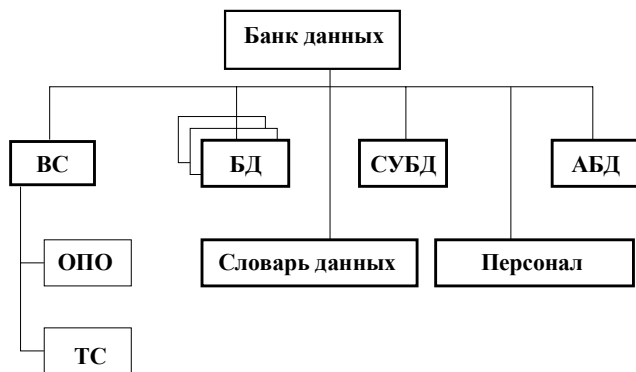 Банк данных
ВС
БД
СУБД
АБД
ОПО
Словарь данных
Персонал
ТС